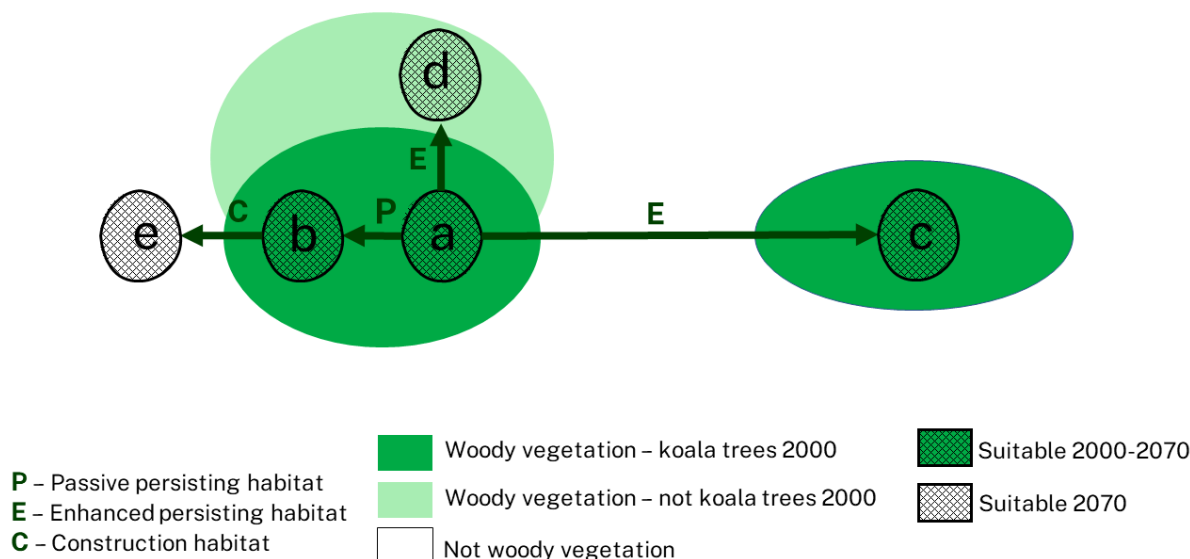 d
E
C
P
E
e
b
a
c
P – Passive persisting habitat
E – Enhanced persisting habitat
C – Construction habitat
Woody vegetation – koala trees 2000
Woody vegetation – not koala trees 2000
Not woody vegetation
Suitable 2000-2070
Suitable 2070